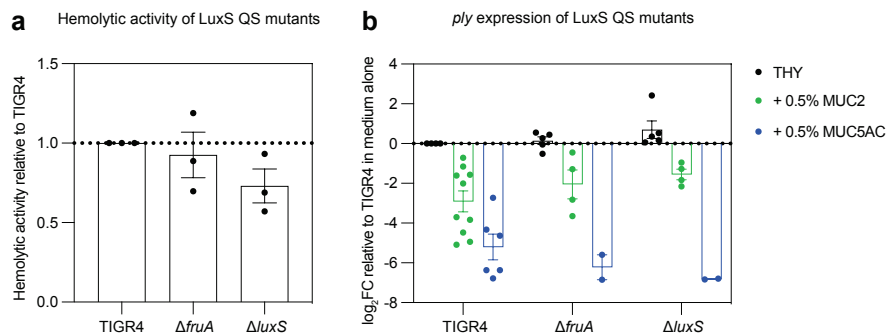 a
Hemolytic activity of LuxS QS mutants
Hemolytic activity relative to TIGR4
1.5
1.0
0.5
0.0
TIGR4
ΔfruA
ΔluxS
b
ply expression of LuxS QS mutants
log₂FC relative to TIGR4 in medium alone
4
2
0
-2
-4
-6
-8
TIGR4
ΔfruA
ΔluxS
THY
+ 0.5% MUC2
+ 0.5% MUC5AC